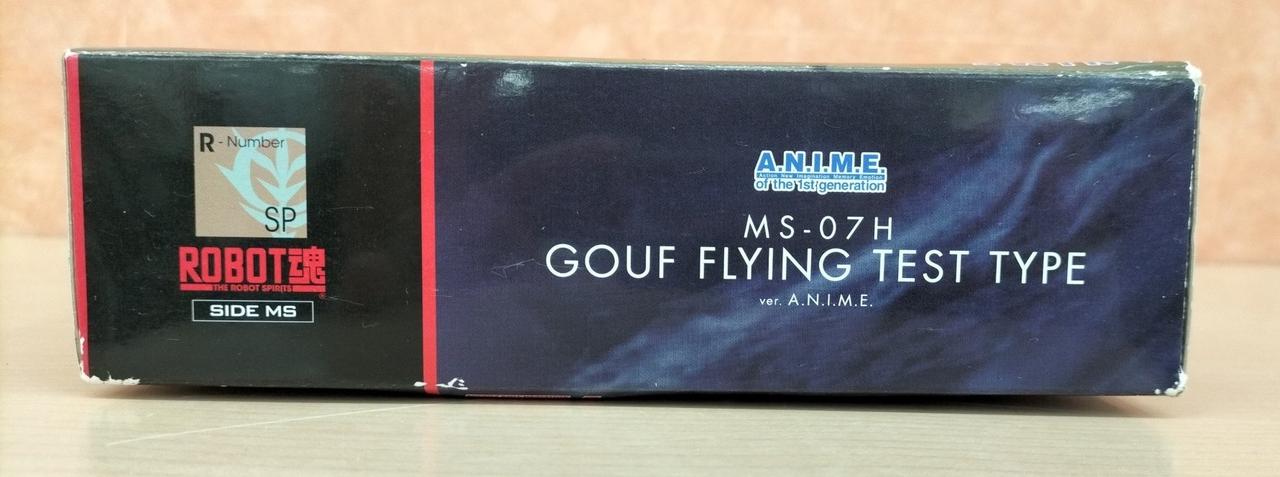 R - Number
SP
ROBOT魂
THE ROBOT SPIRITS
®
SIDE MS
A.N.I.M.E.
Action New Imagination Memory Emotion
of the 1st generation
MS-07H
GOUF FLYING TEST TYPE
ver. A.N.I.M.E.